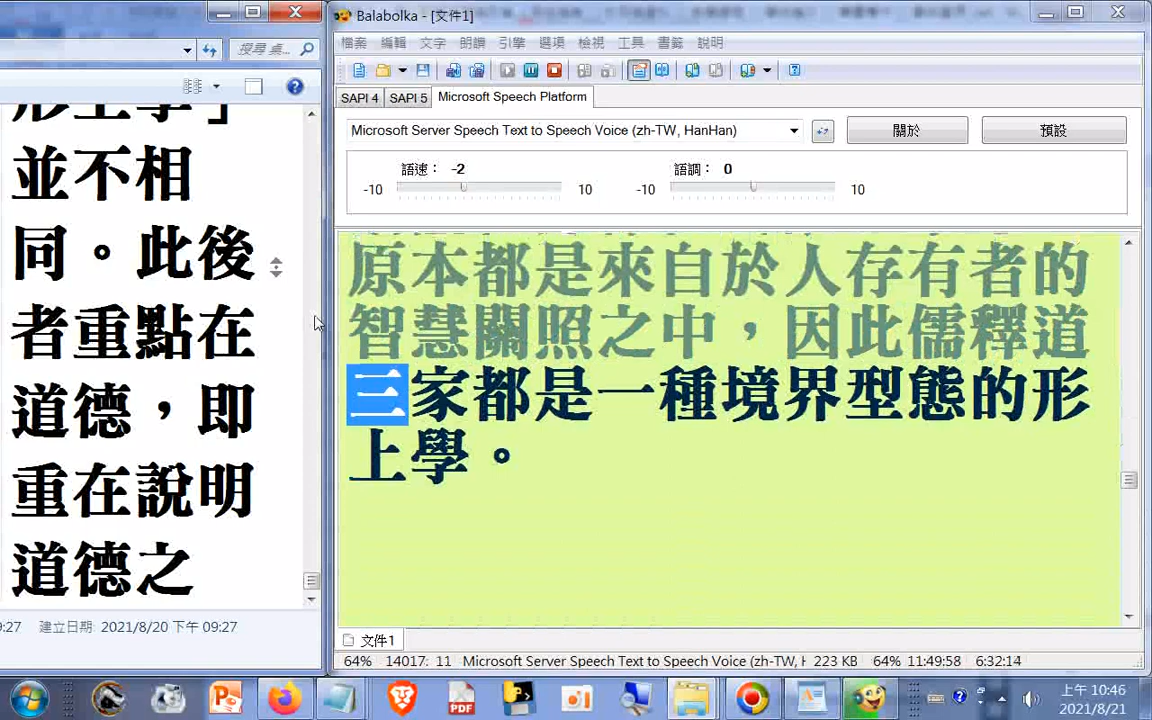 搜尋 桌...
形上學」
並不相
同。此後
者重點在
道德，即
重在說明
道德之
:27 建立日期: 2021/8/20 下午 09:27
Balabolka - [文件1]
檔案 編輯 文字 朗讀 引擎 選項 檢視 工具 書籤 說明
SAPI 4 SAPI 5 Microsoft Speech Platform
Microsoft Server Speech Text to Speech Voice (zh-TW, HanHan) 關於 預設
語速： -2 語調： 0
-10 10 -10 10
原本都是來自於人存有者的
智慧關照之中，因此儒釋道
三家都是一種境界型態的形
上學。
文件1
64% 14017: 11 Microsoft Server Speech Text to Speech Voice (zh-TW, H 223 KB 64% 11:49:58 6:32:14
PDF
上午 10:46
2021/8/21